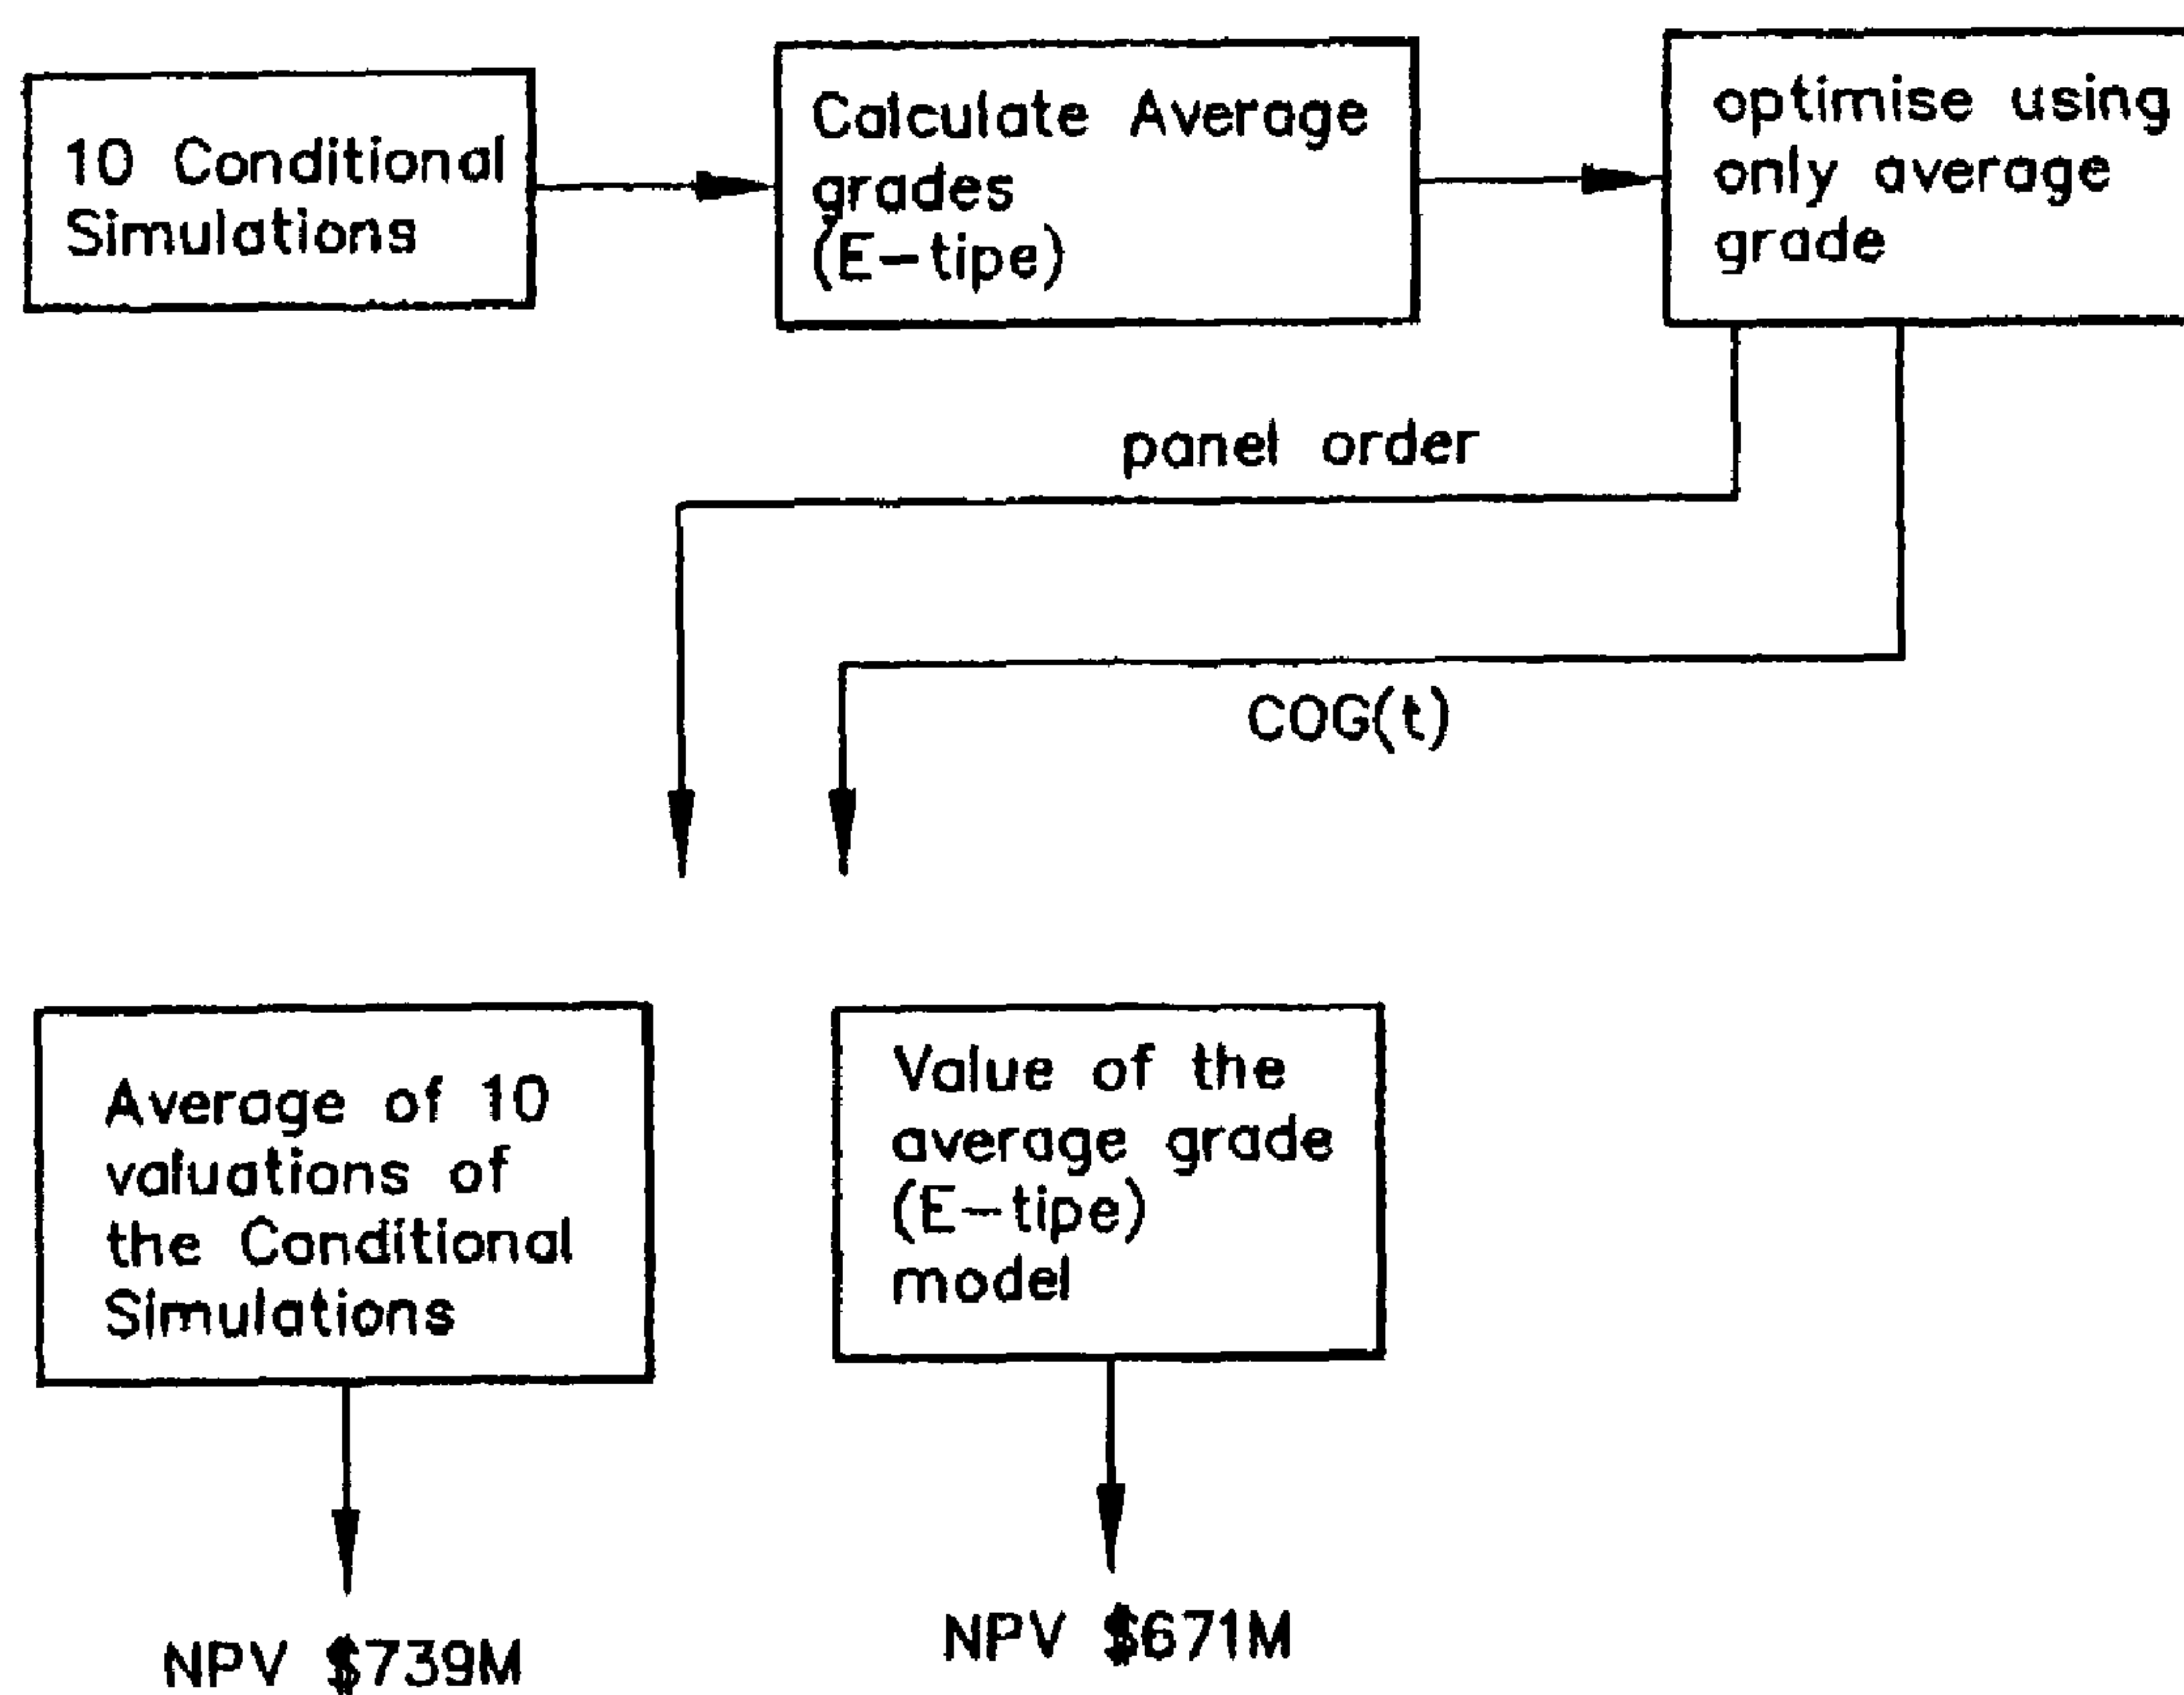 10 Conditional
Simulations
Calculate Average
grades
(E-tipe)
optimise using
only average
grade
panel order
COG(t)
Average of 10
valuations of
the Conditional
Simulations
Value of the
average grade
(E-tipe)
model
NPV $739M
NPV $671M